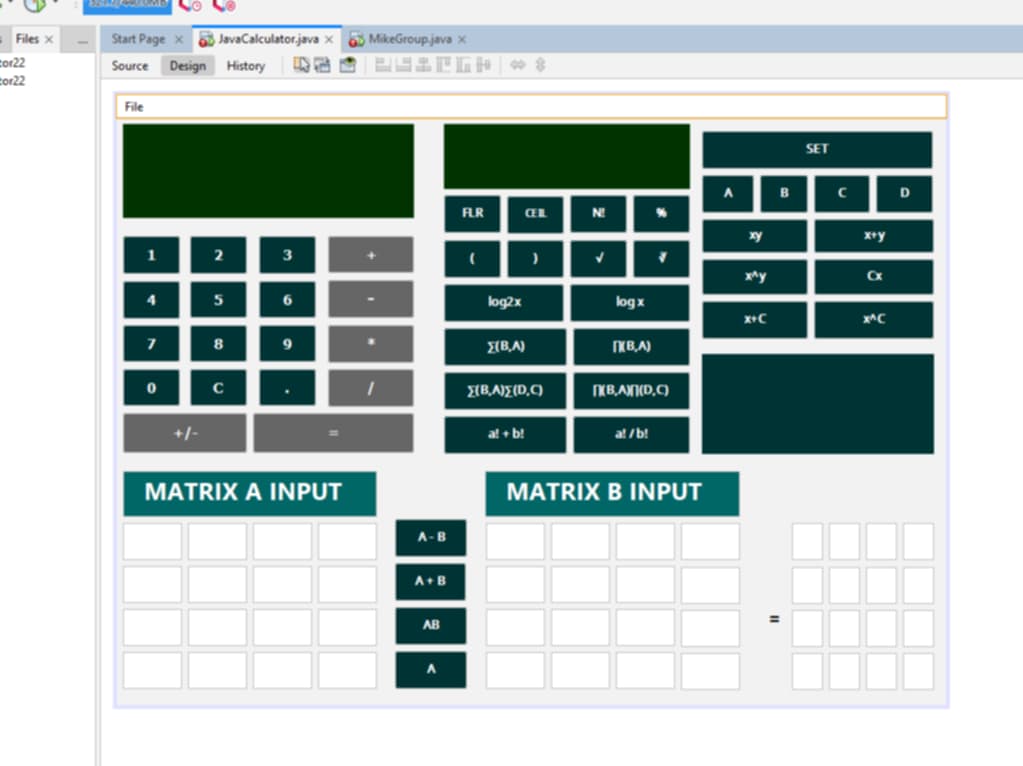 Files
...
Start Page
JavaCalculator.java
MikeGroup.java
tor22
tor22
Source Design History
File
SET
A B C D
FLR CEIL N! %
xy x+y
1 2 3 +
( ) √ ∛
x^y Cx
4 5 6 -
log2x log x
x+C x^C
7 8 9 *
∑(B,A) ∏(B,A)
0 C . /
∑(B,A)∑(D,C) ∏(B,A)∏(D,C)
+/- =
a! + b! a! / b!
MATRIX A INPUT MATRIX B INPUT
A - B
A + B
AB
=
A